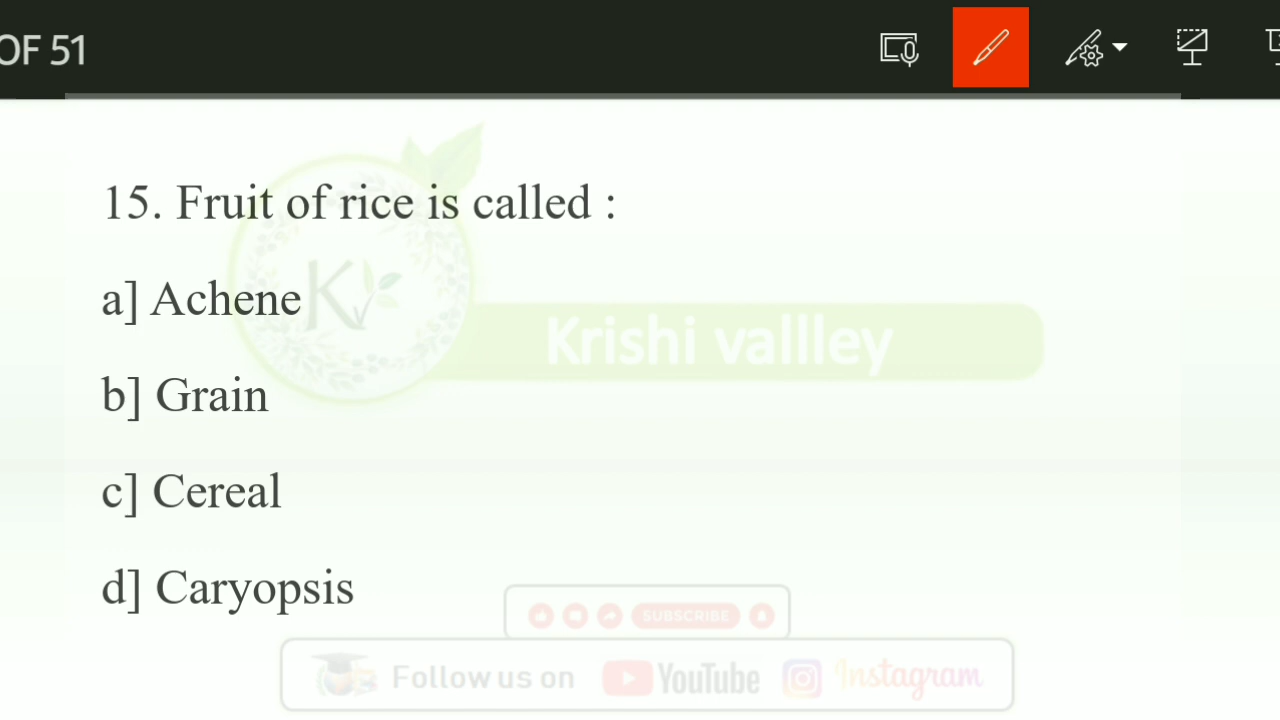 OF 51
15. Fruit of rice is called :
a] Achene
K
Krishi vallley
b] Grain
c] Cereal
d] Caryopsis
SUBSCRIBE
Follow us on YouTube Instagram